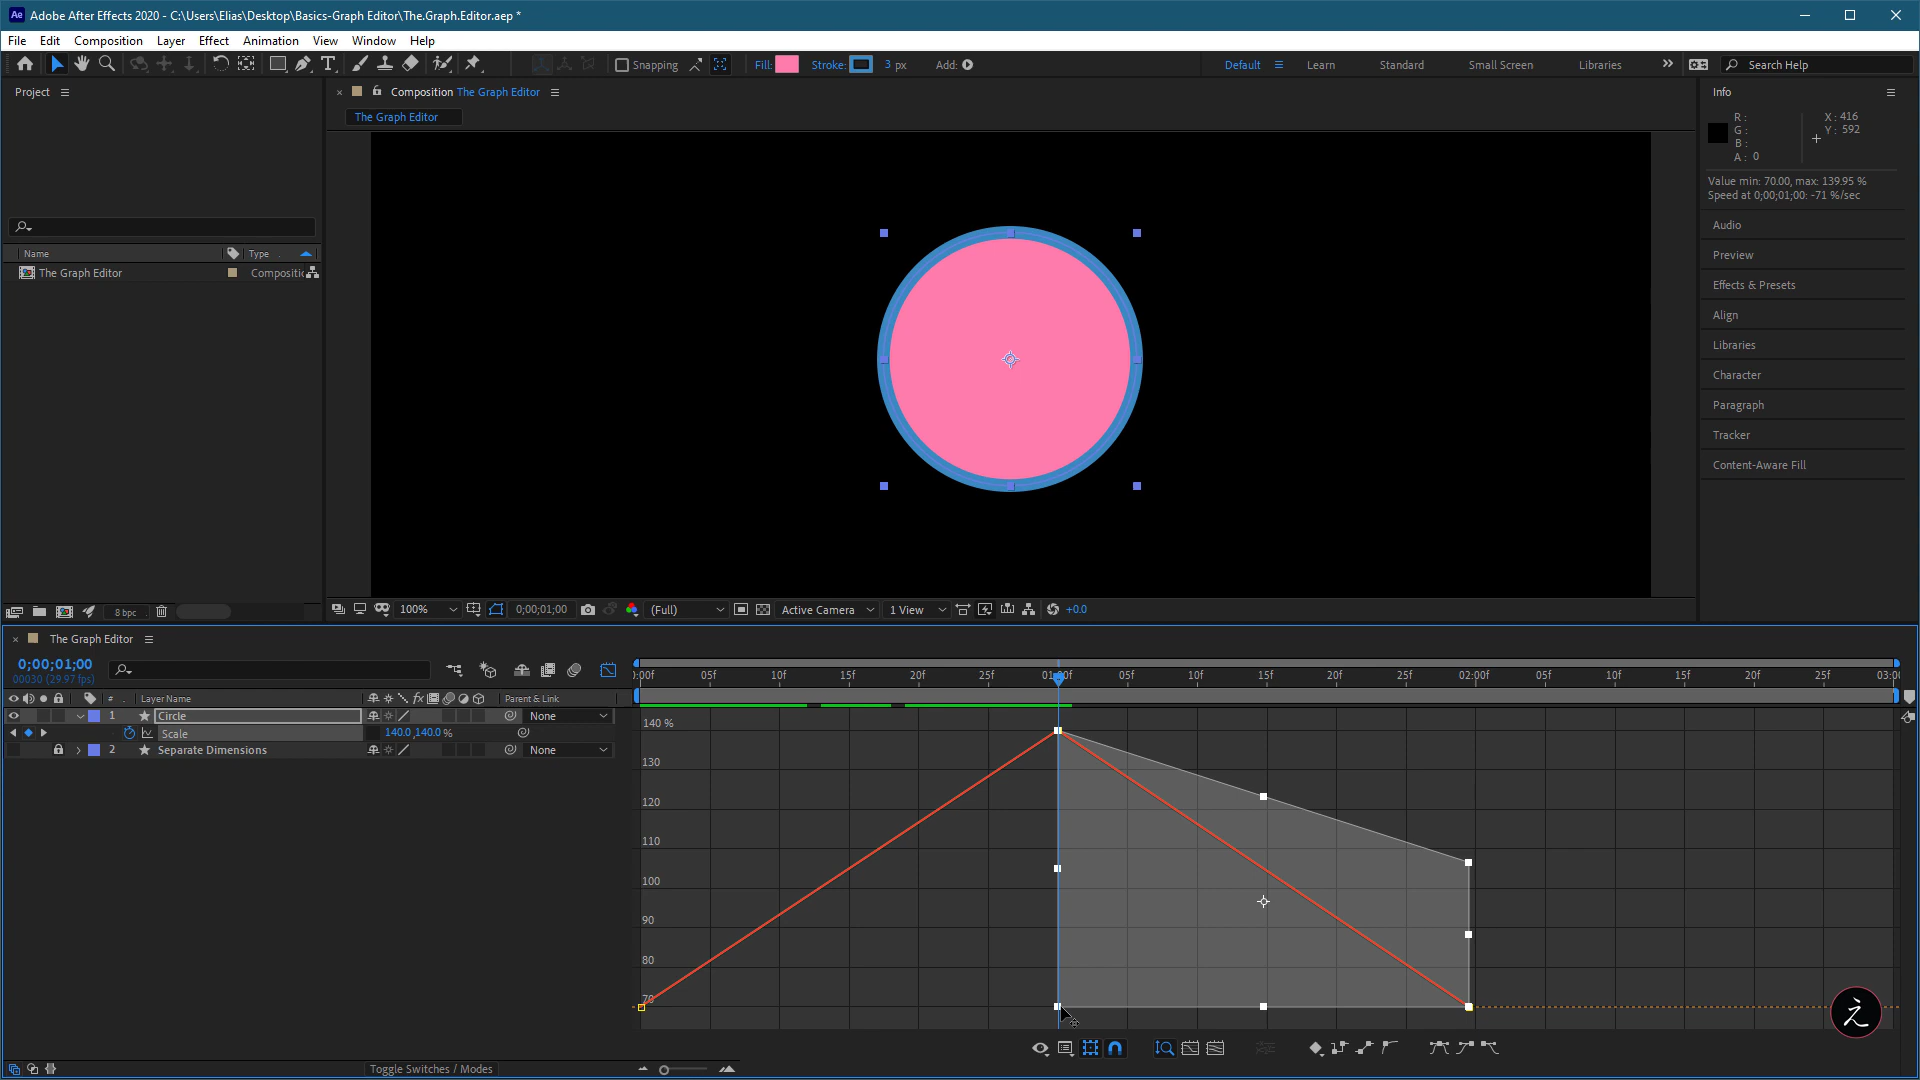 Ae Adobe After Effects 2020 - C:\Users\Elias\Desktop\Basics-Graph Editor\The.Graph.Editor.aep *
File Edit Composition Layer Effect Animation View Window Help
Snapping Fill: Stroke: 3 px Add: Default Learn Standard Small Screen Libraries Search Help
Project
× Composition The Graph Editor
The Graph Editor
Info
R : X : 416
G : Y : 592
B :
A : 0
Value min: 70.00, max: 139.95 %
Speed at 0;00;01;00: -71 %/sec
Audio
Preview
Effects & Presets
Align
Libraries
Character
Paragraph
Tracker
Content-Aware Fill
Name Type
The Graph Editor Compositic
8 bpc
100% 0;00;01;00 (Full) Active Camera 1 View +0.0
× The Graph Editor
0;00;01;00
00030 (29.97 fps)
:00f 05f 10f 15f 20f 25f 01:00f 05f 10f 15f 20f 25f 02:00f 05f 10f 15f 20f 25f 03:00
# . Layer Name fx Parent & Link
1 Circle None
Scale 140.0,140.0 %
2 Separate Dimensions None
140 %
130
120
110
100
90
80
70
え
Toggle Switches / Modes